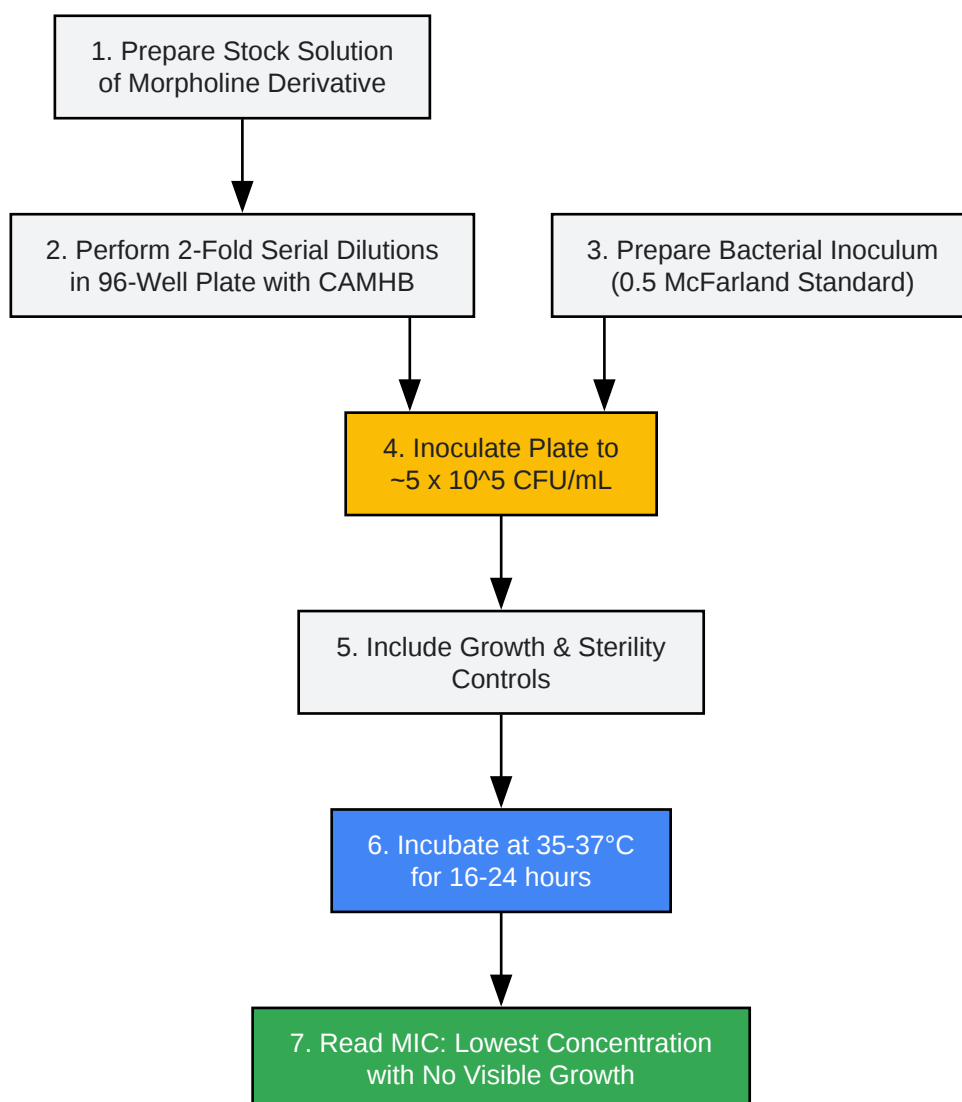 1. Prepare Stock Solution
of Morpholine Derivative
2. Perform 2-Fold Serial Dilutions
in 96-Well Plate with CAMHB
3. Prepare Bacterial Inoculum
(0.5 McFarland Standard)
4. Inoculate Plate to
~5 x 10^5 CFU/mL
5. Include Growth & Sterility
Controls
6. Incubate at 35-37°C
for 16-24 hours
7. Read MIC: Lowest Concentration
with No Visible Growth